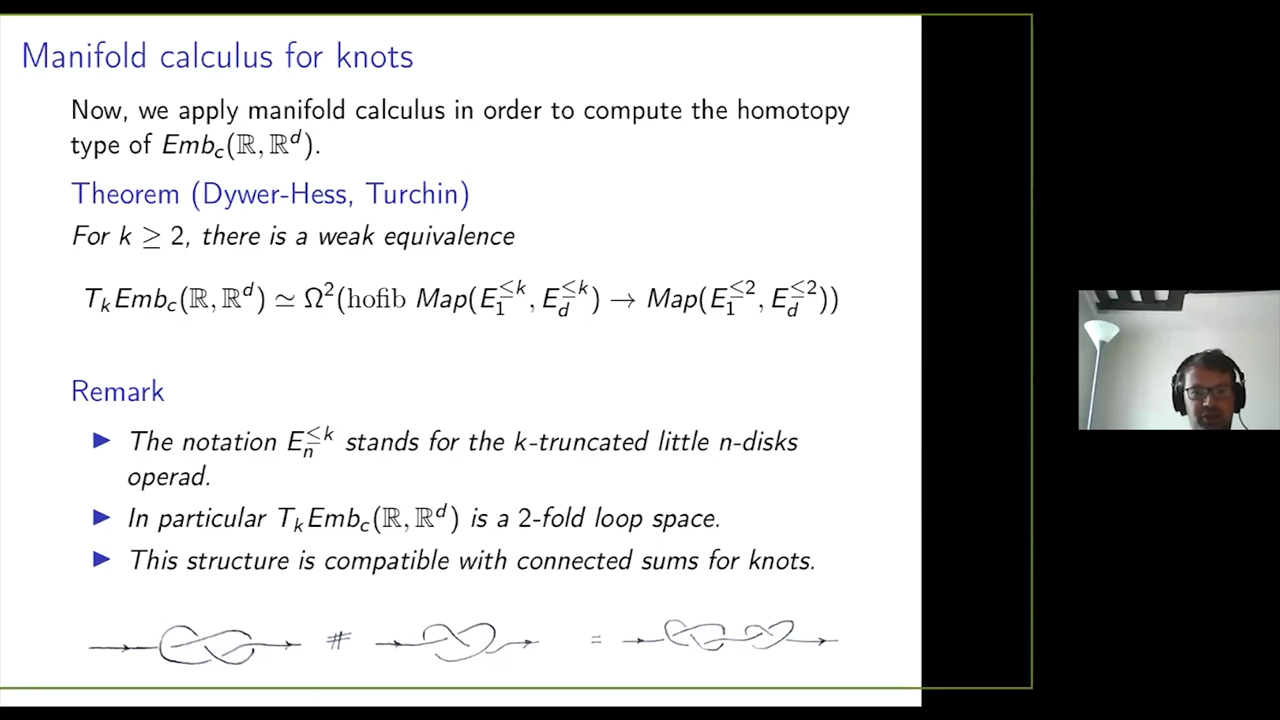 Manifold calculus for knots
Now, we apply manifold calculus in order to compute the homotopy
type of Emb_c(ℝ, ℝ^d).
Theorem (Dywer-Hess, Turchin)
For k ≥ 2, there is a weak equivalence
T_k Emb_c(ℝ, ℝ^d) ≃ Ω^2(hofib Map(E_1^{≤k}, E_d^{≤k}) → Map(E_1^{≤2}, E_d^{≤2}))
Remark
▶ The notation E_n^{≤k} stands for the k-truncated little n-disks
operad.
▶ In particular T_k Emb_c(ℝ, ℝ^d) is a 2-fold loop space.
▶ This structure is compatible with connected sums for knots.
# =